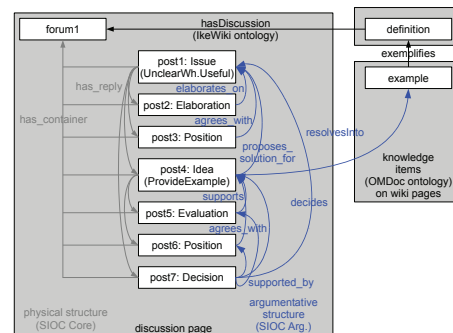 forum1
hasDiscussion
(IkeWiki ontology)
definition
exemplifies
example
post1: Issue
(UnclearWh.Useful)
elaborates_on
has_reply
post2: Elaboration
agrees_with
has_container
post3: Position
resolvesInto
proposes_
solution_for
post4: Idea
(ProvideExample)
knowledge
items
(OMDoc ontology)
on wiki pages
supports
decides
post5: Evaluation
agrees_with
post6: Position
post7: Decision
supported_by
physical structure
(SIOC Core)
discussion page
argumentative
structure
(SIOC Arg.)